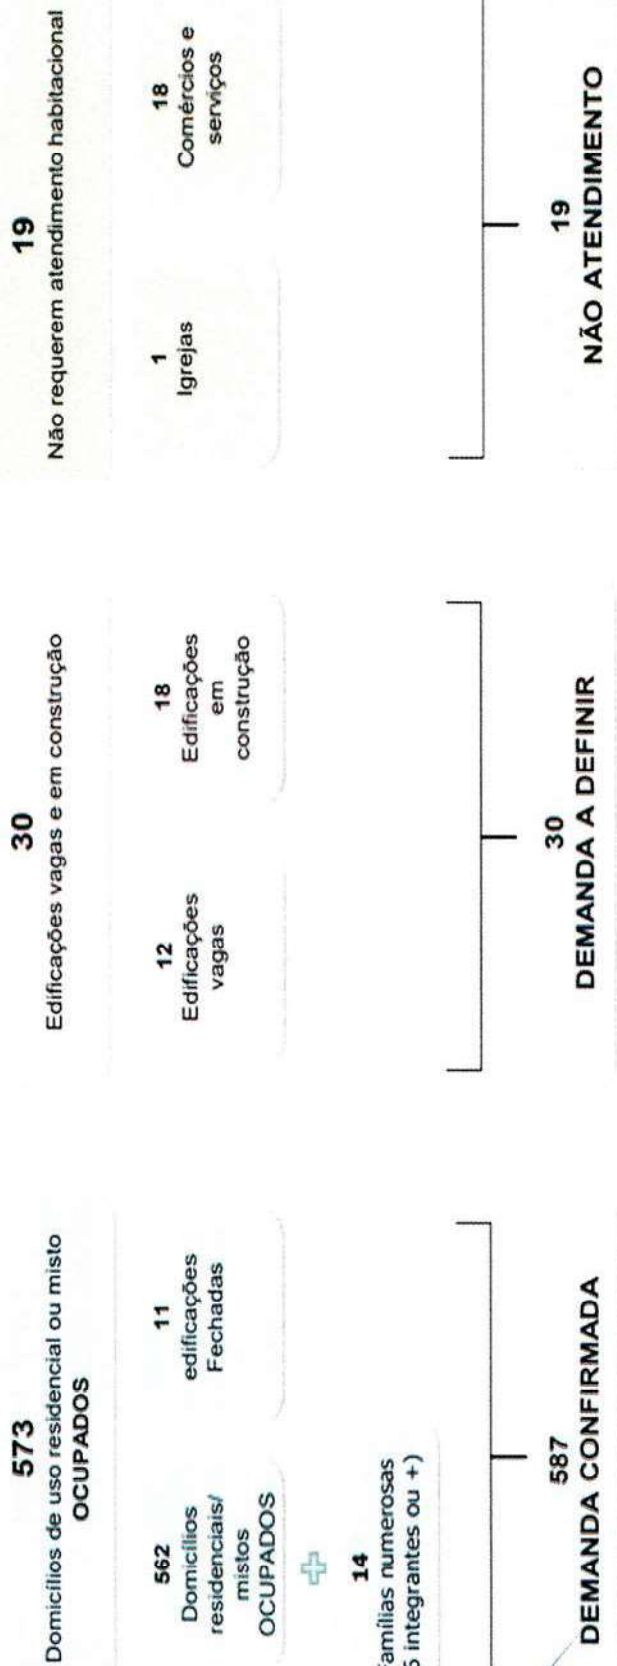 573
Domicílios de uso residencial ou misto
OCUPADOS
562
Domicílios
residenciais/
mistos
OCUPADOS
11
edificações
Fechadas
14
amílias numerosas
integrantes ou +)
587
DEMANDA CONFIRMADA
30
Edificações vagas e em construção
12
Edificações
vagas
18
Edificações
em
construção
30
DEMANDA A DEFINIR
19
Não requerem atendimento habitacional
1
Igrejas
18
Comércios e
serviços
19
NÃO ATENDIMENTO